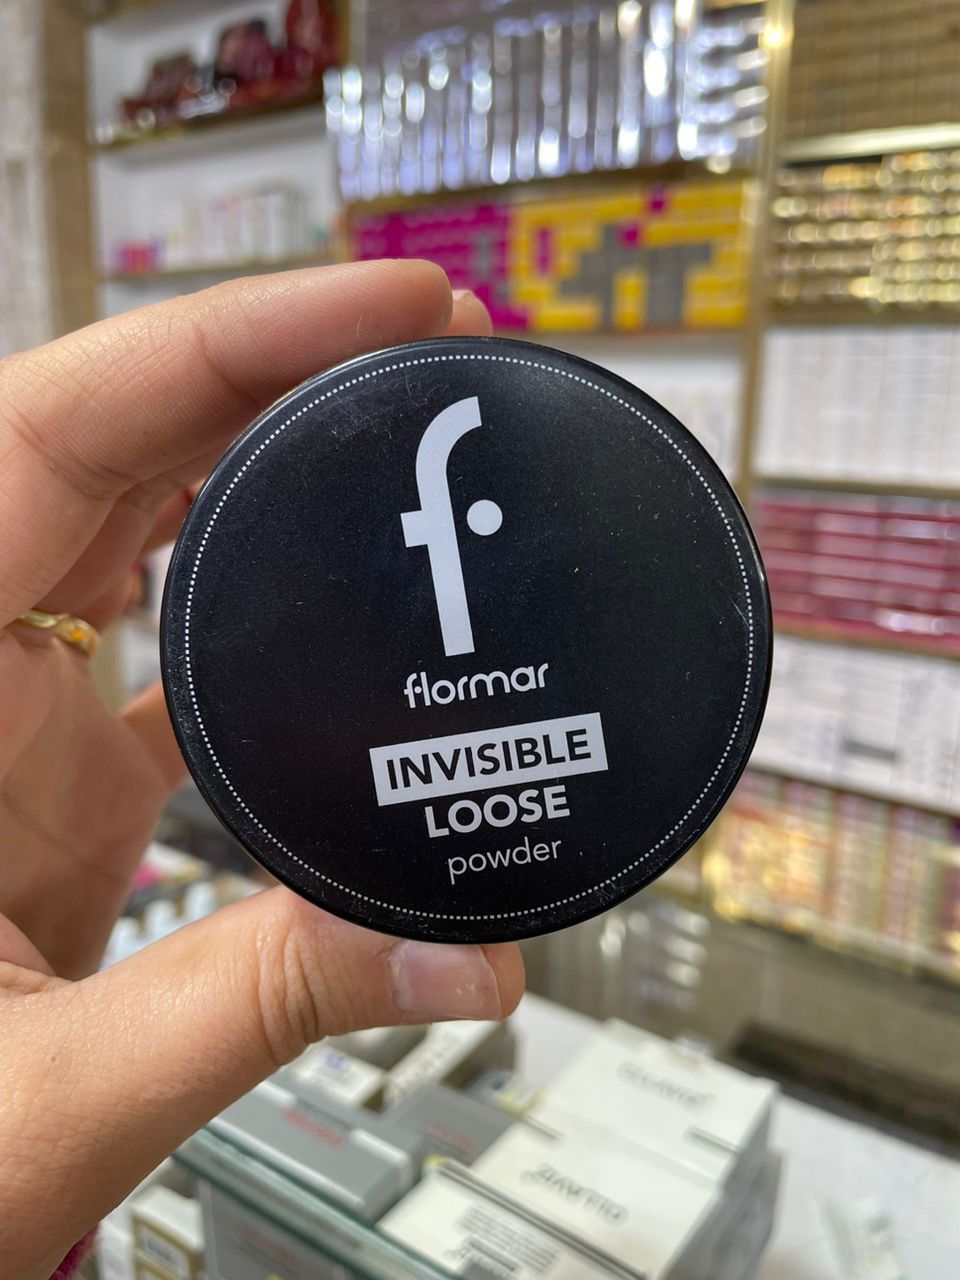 f
flormar
INVISIBLE
LOOSE
powder